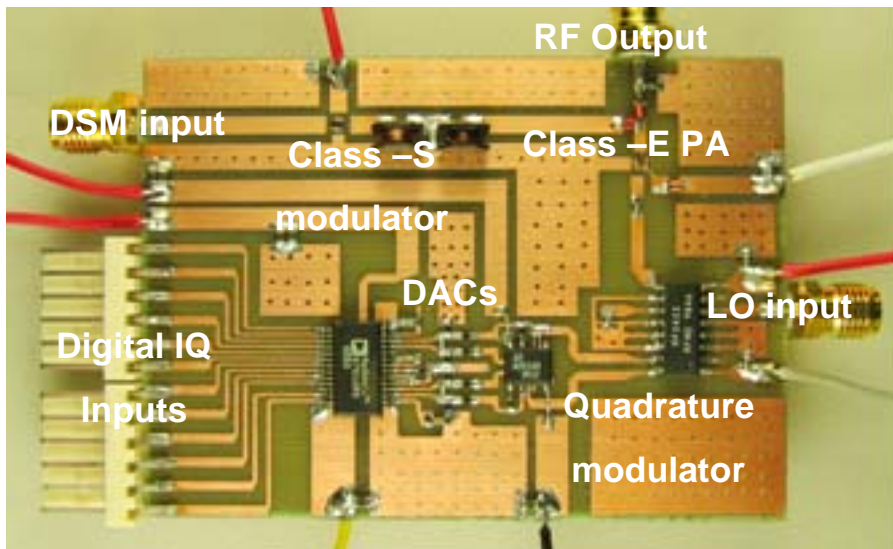 RF Output
DSM input
Class –S
modulator
Class –E PA
DACs
LO input
Digital IQ
Inputs
Quadrature
modulator